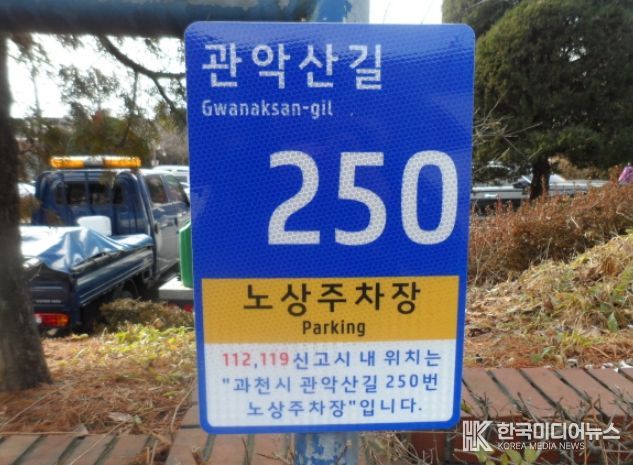 관악산길
Gwanaksan-gil
250
노상주차장
Parking
112,119신고시 내 위치는
"과천시 관악산길 250번
노상주차장"입니다.
한국미디어뉴스
KOREA MEDIA NEWS